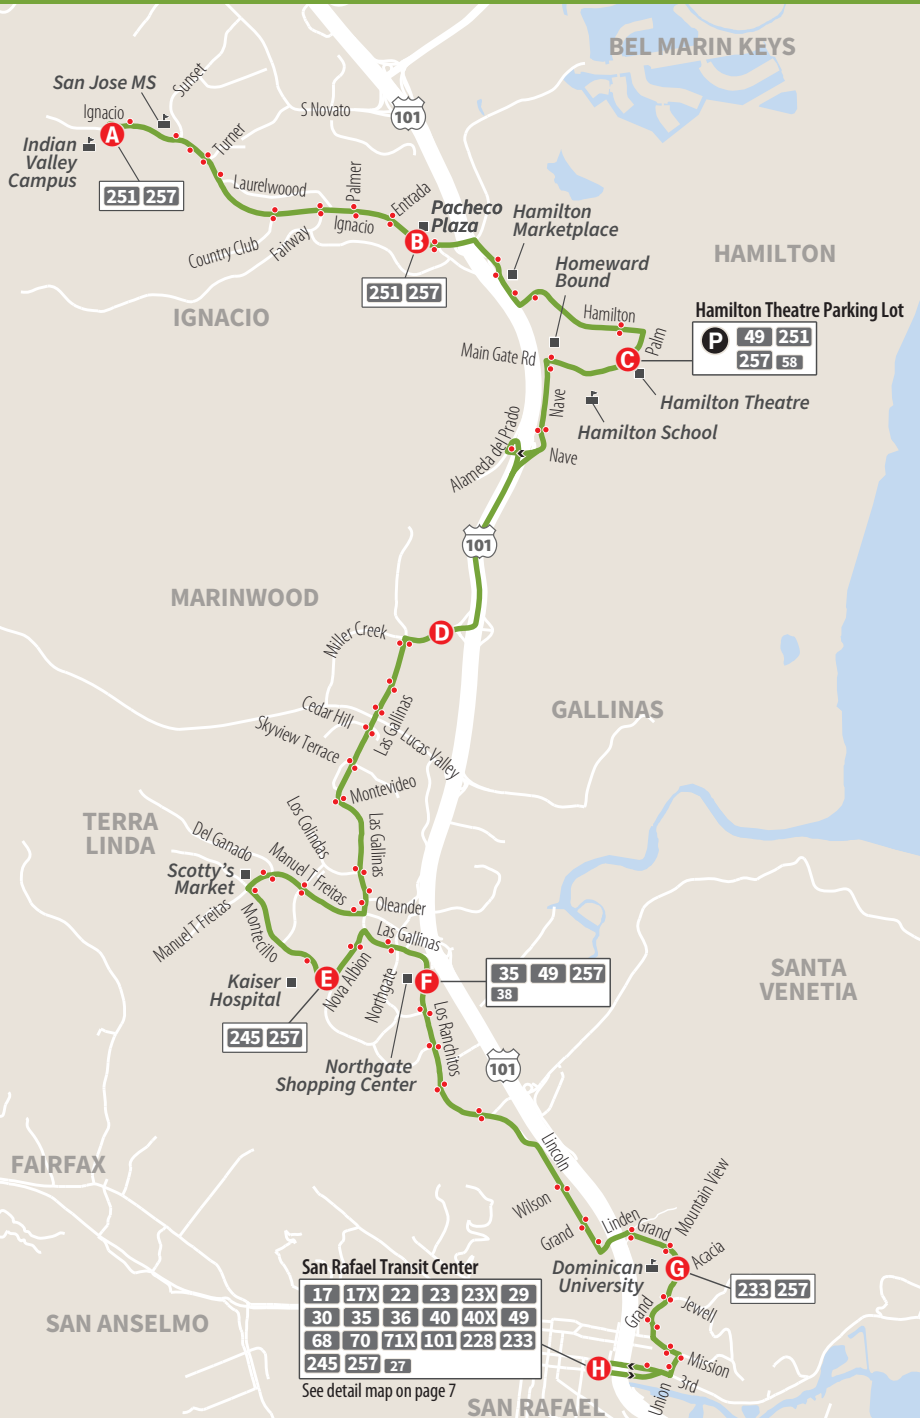 BEL MARIN KEYS
San Jose MS
Sunset
Ignacio
S Novato
101
A
Turner
Indian
Valley
Campus
251 257
Laurelwoood
Palmer
Entrada
Pacheco
Plaza
Hamilton
Marketplace
Country Club
Fairway
Ignacio
B
HAMILTON
Homeward
Bound
251 257
IGNACIO
Hamilton
Palm
Hamilton Theatre Parking Lot
P 49 251
257 58
Main Gate Rd
C
Nave
Hamilton Theatre
Hamilton School
Alameda del Prado
Nave
101
MARINWOOD
Miller Creek
D
GALLINAS
Cedar Hill
Las Gallinas
Lucas Valley
Skyview Terrace
Montevideo
TERRA
LINDA
Los Colindas
Las Gallinas
Del Ganado
Manuel T Freitas
Scotty's
Market
Oleander
Manuel T Freitas
Montecillo
Las Gallinas
Nova Albion
Northgate
SANTA
VENETIA
Kaiser
Hospital
E
F
35 49 257
38
245 257
Los Ranchitos
Northgate
Shopping Center
101
FAIRFAX
Lincoln
Wilson
Mountain View
Grand
Linden
Grand
Acacia
Dominican
University
G
233 257
San Rafael Transit Center
17 17X 22 23 23X 29
30 35 36 40 40X 49
68 70 71X 101 228 233
245 257 27
See detail map on page 7
Grand
Jewell
SAN ANSELMO
H
Mission
3rd
Union
SAN RAFAEL